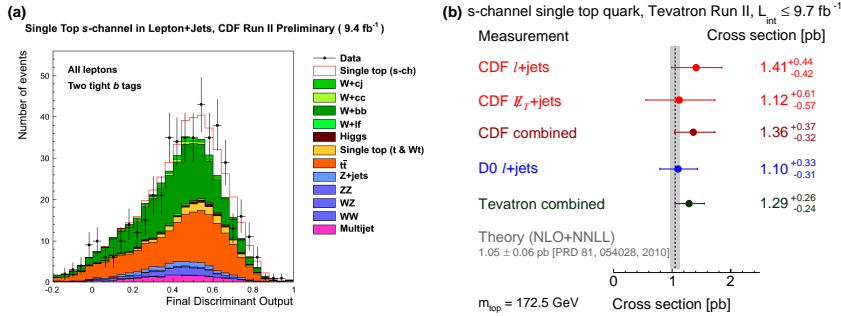 (a)
Single Top s-channel in Lepton+Jets, CDF Run II Preliminary ( 9.4 fb⁻¹)
Number of events
50
40
30
20
10
0
All leptons
Two tight b tags
-0.2 0 0.2 0.4 0.6 0.8 1
Final Discriminant Output
Data
Single top (s-ch)
W+cj
W+cc
W+bb
W+lf
Higgs
Single top (t & Wt)
tt̄
Z+jets
ZZ
WZ
WW
Multijet
(b)
s-channel single top quark, Tevatron Run II, L_int ≤ 9.7 fb⁻¹
Measurement Cross section [pb]
CDF l+jets 1.41 +0.44 -0.42
CDF E̸_T+jets 1.12 +0.61 -0.57
CDF combined 1.36 +0.37 -0.32
D0 l+jets 1.10 +0.33 -0.31
Tevatron combined 1.29 +0.26 -0.24
Theory (NLO+NNLL)
1.05 ± 0.06 pb [PRD 81, 054028, 2010]
0 1 2
m_top = 172.5 GeV Cross section [pb]